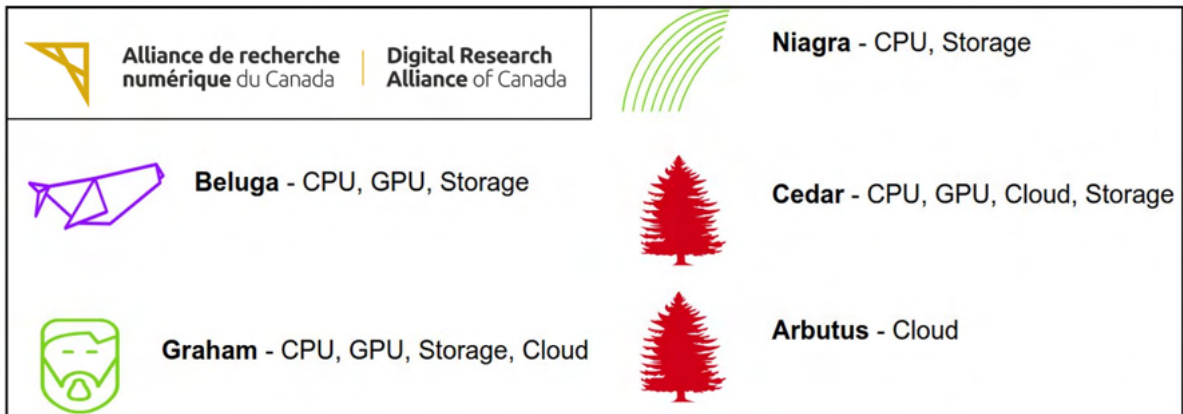 Alliance de recherche
numérique du Canada
Digital Research
Alliance of Canada
Niagra - CPU, Storage
Beluga - CPU, GPU, Storage
Cedar - CPU, GPU, Cloud, Storage
Graham - CPU, GPU, Storage, Cloud
Arbutus - Cloud